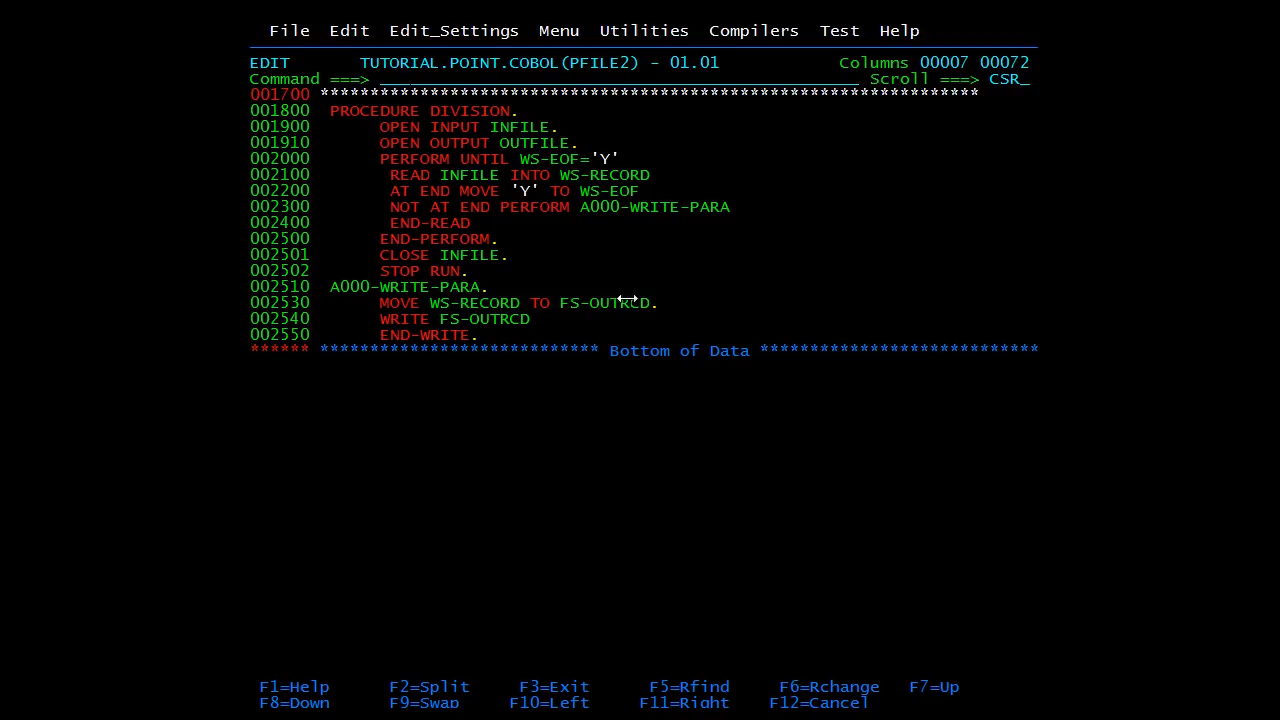 File Edit Edit_Settings Menu Utilities Compilers Test Help
EDIT TUTORIAL.POINT.COBOL(PFILE2) - 01.01 Columns 00007 00072
Command ===> Scroll ===> CSR_
001700 ******************************************************************
001800 PROCEDURE DIVISION.
001900 OPEN INPUT INFILE.
001910 OPEN OUTPUT OUTFILE.
002000 PERFORM UNTIL WS-EOF='Y'
002100 READ INFILE INTO WS-RECORD
002200 AT END MOVE 'Y' TO WS-EOF
002300 NOT AT END PERFORM A000-WRITE-PARA
002400 END-READ
002500 END-PERFORM.
002501 CLOSE INFILE.
002502 STOP RUN.
002510 A000-WRITE-PARA.
002530 MOVE WS-RECORD TO FS-OUTRCD.
002540 WRITE FS-OUTRCD
002550 END-WRITE.
****** **************************** Bottom of Data ****************************
F1=Help F2=Split F3=Exit F5=Rfind F6=Rchange F7=Up
F8=Down F9=Swap F10=Left F11=Right F12=Cancel